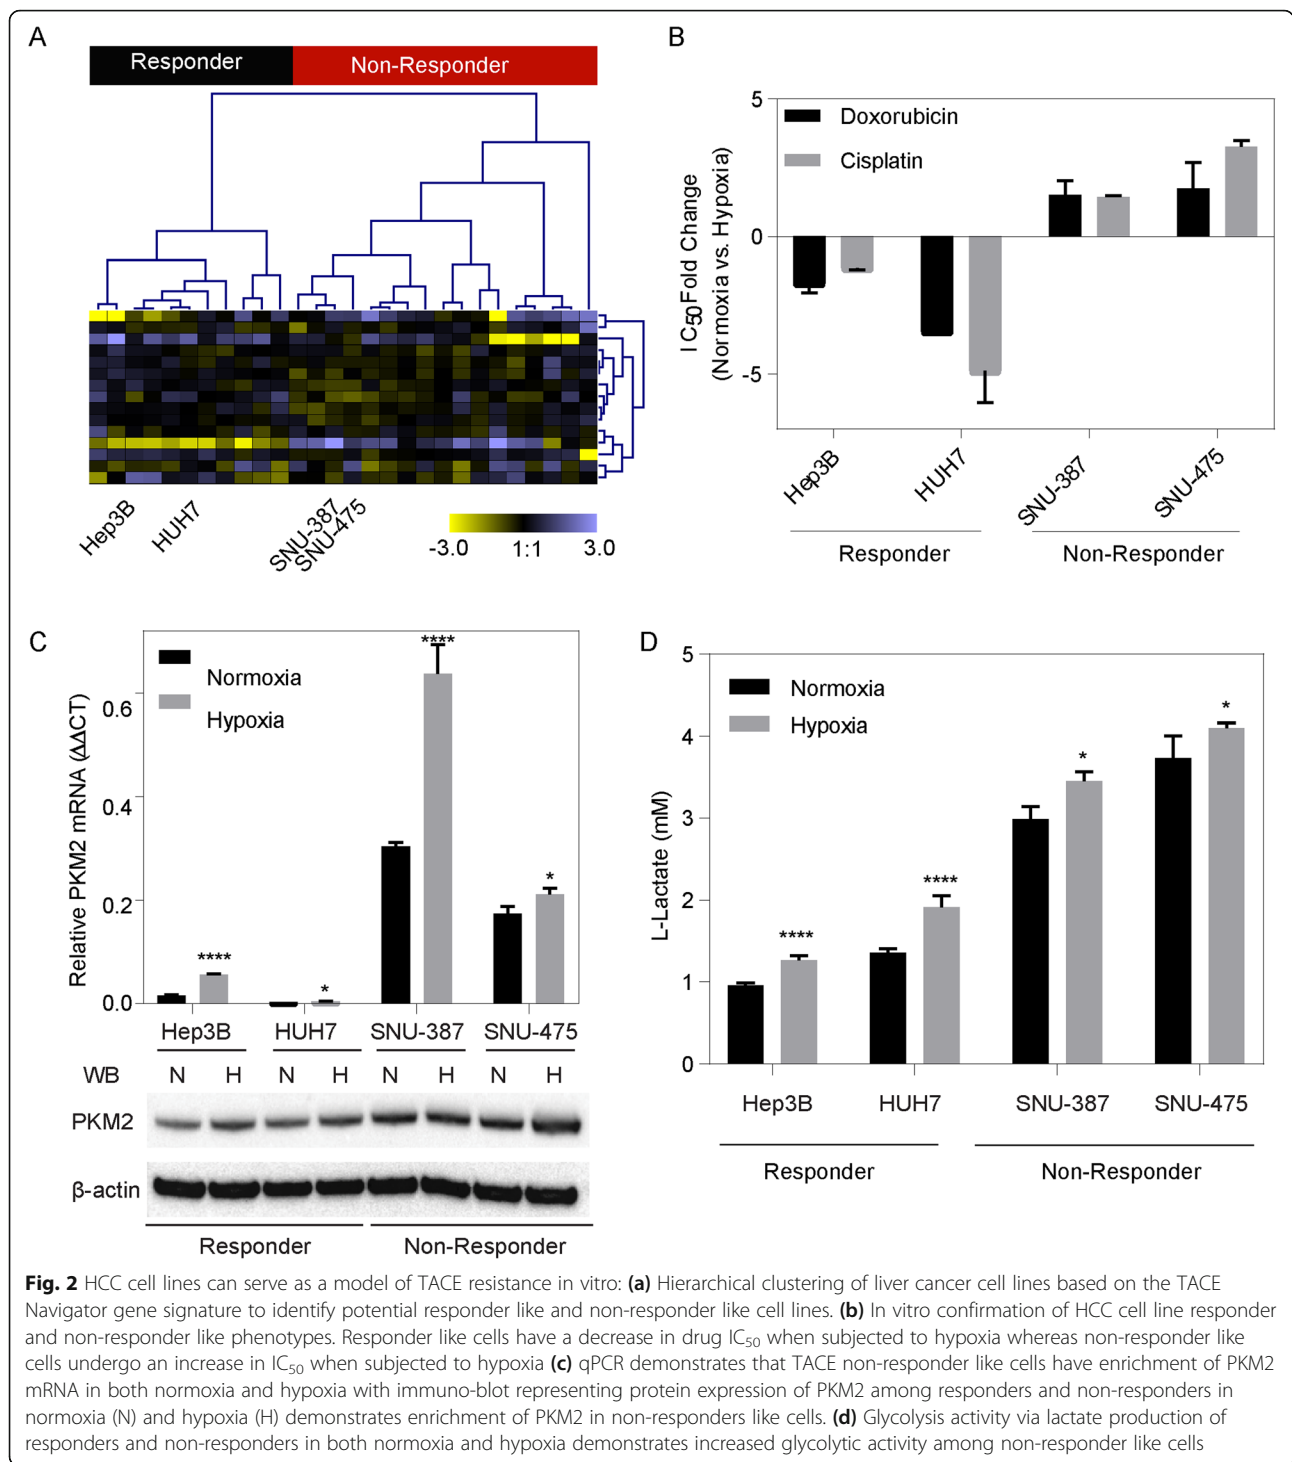 A
Responder
Non-Responder
Hep3B
HUH7
SNU-387
SNU-475
-3.0
1:1
3.0
B
IC50Fold Change
(Normoxia vs. Hypoxia)
5
0
-5
Doxorubicin
Cisplatin
Hep3B
HUH7
SNU-387
SNU-475
Responder
Non-Responder
C
Relative PKM2 mRNA (ΔΔCT)
0.6
0.4
0.2
0.0
Normoxia
Hypoxia
****
*
****
*
Hep3B
HUH7
SNU-387
SNU-475
WB
N
H
N
H
N
H
N
H
PKM2
β-actin
Responder
Non-Responder
D
L-Lactate (mM)
5
4
3
2
1
0
Normoxia
Hypoxia
****
****
*
*
Hep3B
HUH7
SNU-387
SNU-475
Responder
Non-Responder
Fig. 2 HCC cell lines can serve as a model of TACE resistance in vitro: (a) Hierarchical clustering of liver cancer cell lines based on the TACE
Navigator gene signature to identify potential responder like and non-responder like cell lines. (b) In vitro confirmation of HCC cell line responder
and non-responder like phenotypes. Responder like cells have a decrease in drug IC50 when subjected to hypoxia whereas non-responder like
cells undergo an increase in IC50 when subjected to hypoxia (c) qPCR demonstrates that TACE non-responder like cells have enrichment of PKM2
mRNA in both normoxia and hypoxia with immuno-blot representing protein expression of PKM2 among responders and non-responders in
normoxia (N) and hypoxia (H) demonstrates enrichment of PKM2 in non-responders like cells. (d) Glycolysis activity via lactate production of
responders and non-responders in both normoxia and hypoxia demonstrates increased glycolytic activity among non-responder like cells